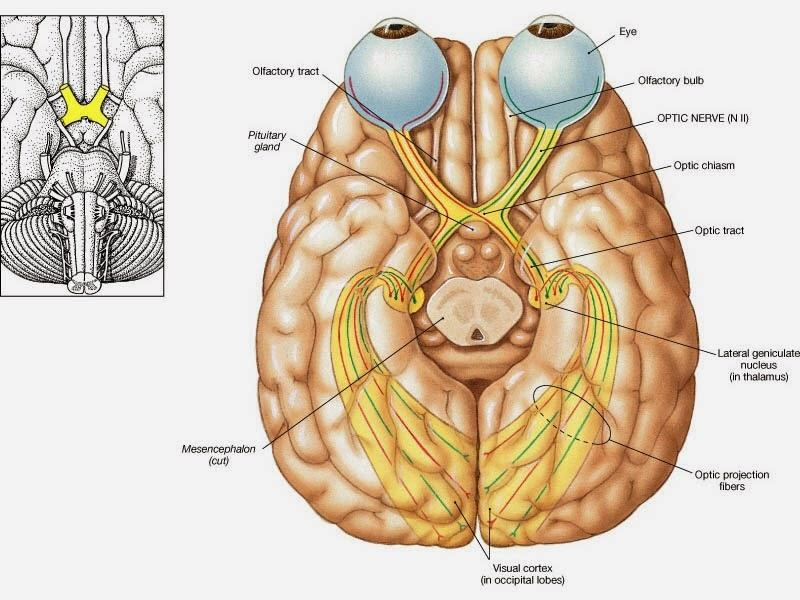 Eye
Olfactory tract
Olfactory bulb
OPTIC NERVE (N II)
Pituitary
gland
Optic chiasm
Optic tract
Lateral geniculate
nucleus
(in thalamus)
Mesencephalon
(cut)
Optic projection
fibers
Visual cortex
(in occipital lobes)